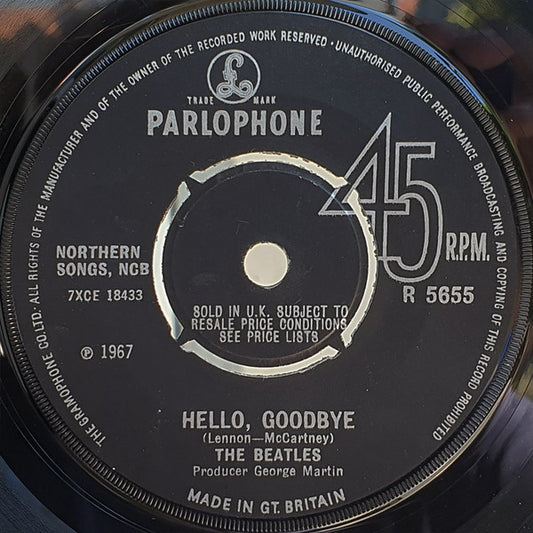 THE GRAMOPHONE CO LTD. ALL RIGHTS OF THE MANUFACTURER AND OF THE OWNER OF THE RECORDED WORK RESERVED · UNAUTHORISED PUBLIC PERFORMANCE BROADCASTING AND COPYING OF THIS RECORD PROHIBITED
£
TRADE MARK
PARLOPHONE
45
R.P.M.
R 5655
NORTHERN
SONGS, NCB
7XCE 18433
℗ 1967
SOLD IN U.K. SUBJECT TO
RESALE PRICE CONDITIONS
SEE PRICE LISTS
HELLO, GOODBYE
(Lennon—McCartney)
THE BEATLES
Producer George Martin
MADE IN GT. BRITAIN